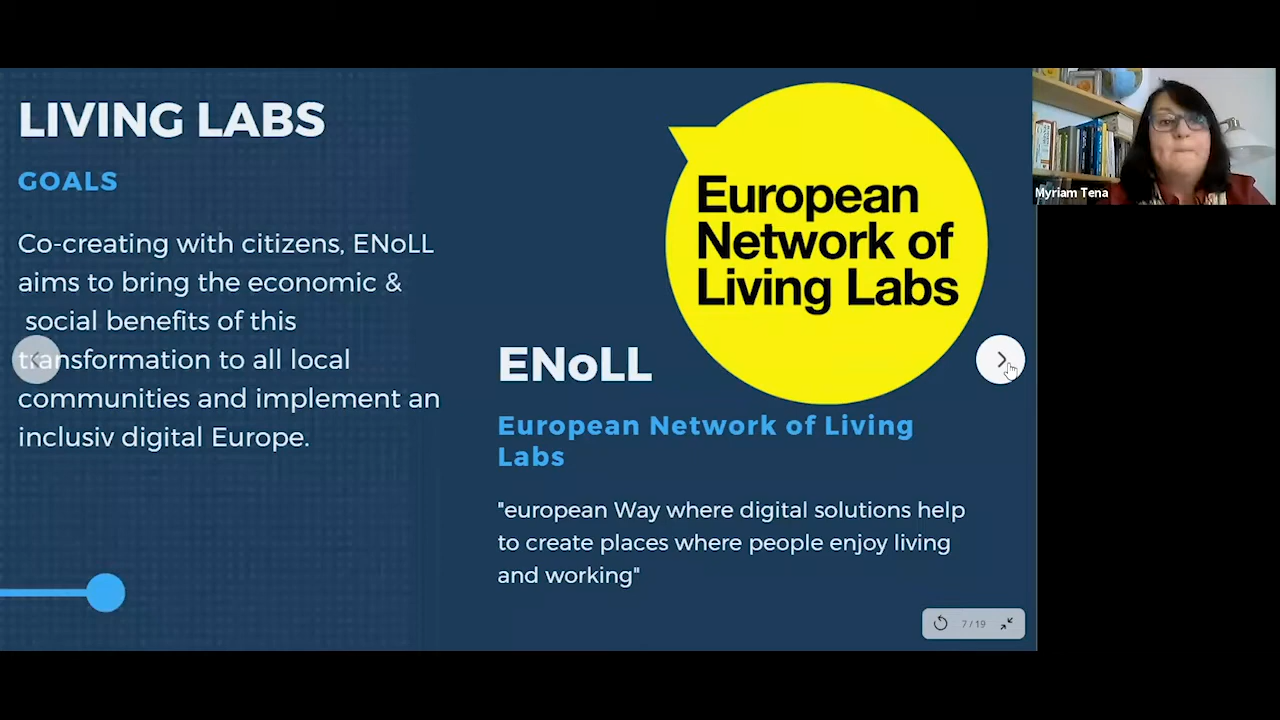 LIVING LABS
GOALS
Co-creating with citizens, ENoLL
aims to bring the economic &
social benefits of this
transformation to all local
communities and implement an
inclusiv digital Europe.
European
Network of
Living Labs
ENoLL
European Network of Living
Labs
"european Way where digital solutions help
to create places where people enjoy living
and working"
7 / 19
Myriam Tena